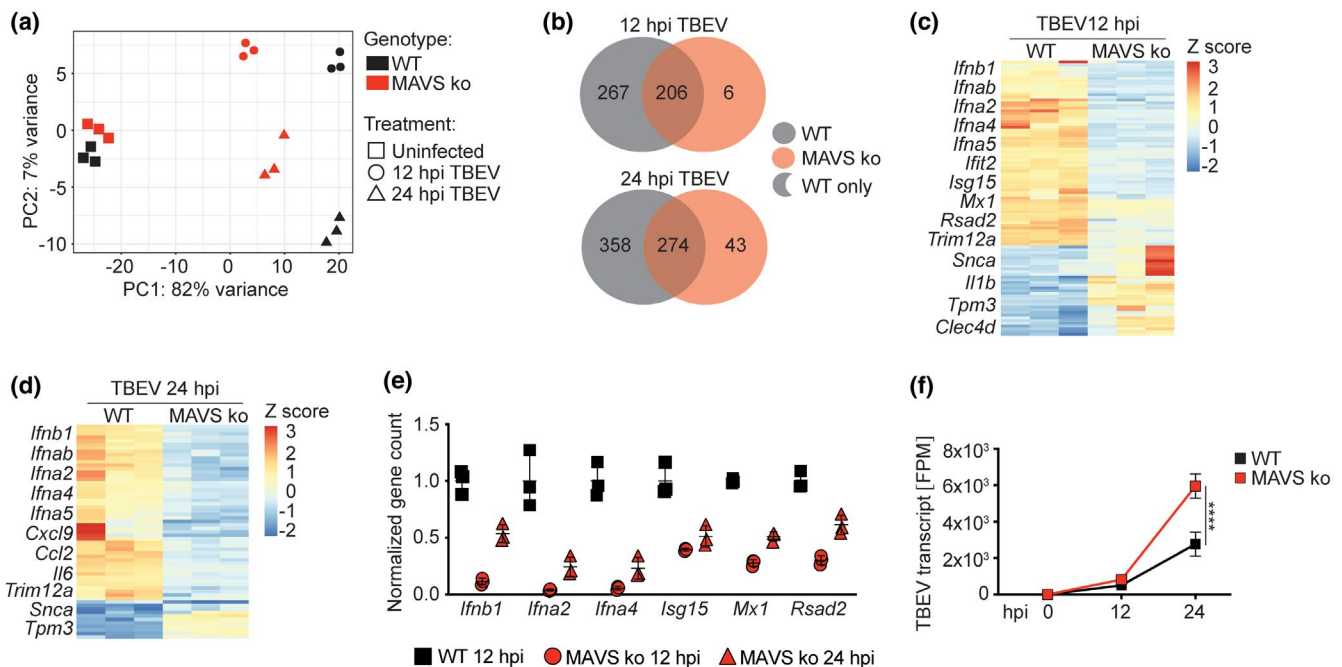 (a)
5
0
-5
-10
PC2: 7% variance
-20
-10
0
10
20
PC1: 82% variance
Genotype:
WT
MAVS ko
Treatment:
Uninfected
12 hpi TBEV
24 hpi TBEV
(b)
12 hpi TBEV
267 206 6
24 hpi TBEV
358 274 43
WT
MAVS ko
WT only
(c)
TBEV12 hpi
WT MAVS ko
Ifnb1
Ifnab
Ifna2
Ifna4
Ifna5
Ifit2
Isg15
Mx1
Rsad2
Trim12a
Snca
Il1b
Tpm3
Clec4d
Z score
3
2
1
0
-1
-2
(d)
TBEV 24 hpi
WT MAVS ko
Ifnb1
Ifnab
Ifna2
Ifna4
Ifna5
Cxcl9
Ccl2
Il6
Trim12a
Snca
Tpm3
Z score
3
2
1
0
-1
-2
(e)
Normalized gene count
1.5
1.0
0.5
0.0
Ifnb1 Ifna2 Ifna4 Isg15 Mx1 Rsad2
WT 12 hpi MAVS ko 12 hpi MAVS ko 24 hpi
(f)
TBEV transcript [FPM]
8x10³
6x10³
4x10³
2x10³
0
hpi 0 12 24
WT
MAVS ko
****